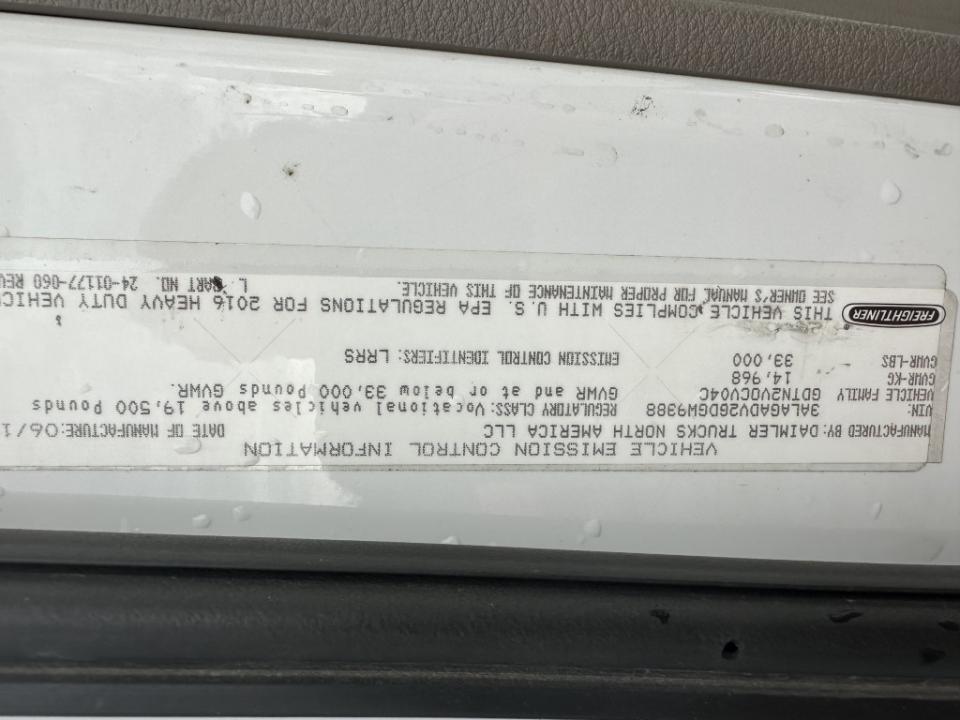 VEHICLE EMISSION CONTROL INFORMATION
MANUFACTURED BY: DAIMLER TRUCKS NORTH AMERICA LLC DATE OF MANUFACTURE: 06/1
VIN: REGULATORY CLASS: Vocational vehicles above 19,500 Pounds
VEHICLE FAMILY GDTN2VOCV04C GVWR and at or below 33,000 Pounds GVWR.
GVWR-KG 14,968
GVWR-LBS 33,000 EMISSION CONTROL IDENTIFIERS: LRRS
FREIGHTLINER THIS VEHICLE COMPLIES WITH U.S. EPA REGULATIONS FOR 2016 HEAVY DUTY VEHIC
SEE OWNER'S MANUAL FOR PROPER MAINTENANCE OF THIS VEHICLE. PART NO. 24-01177-060 REV